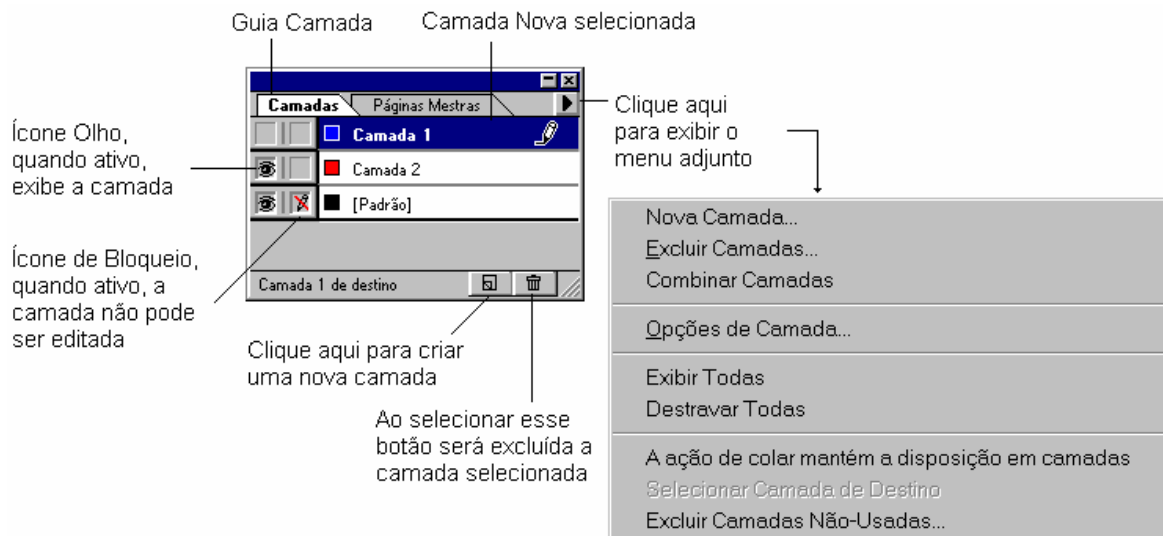 Guia Camada
Camada Nova selecionada
Camadas
Páginas Mestras
Camada 1
Camada 2
[Padrão]
Camada 1 de destino
Ícone Olho,
quando ativo,
exibe a camada
Ícone de Bloqueio,
quando ativo, a
camada não pode
ser editada
Clique aqui para criar
uma nova camada
Ao selecionar esse
botão será excluída a
camada selecionada
Clique aqui
para exibir o
menu adjunto
Nova Camada...
Excluir Camadas...
Combinar Camadas
Opções de Camada...
Exibir Todas
Destravar Todas
A ação de colar mantém a disposição em camadas
Selecionar Camada de Destino
Excluir Camadas Não-Usadas...